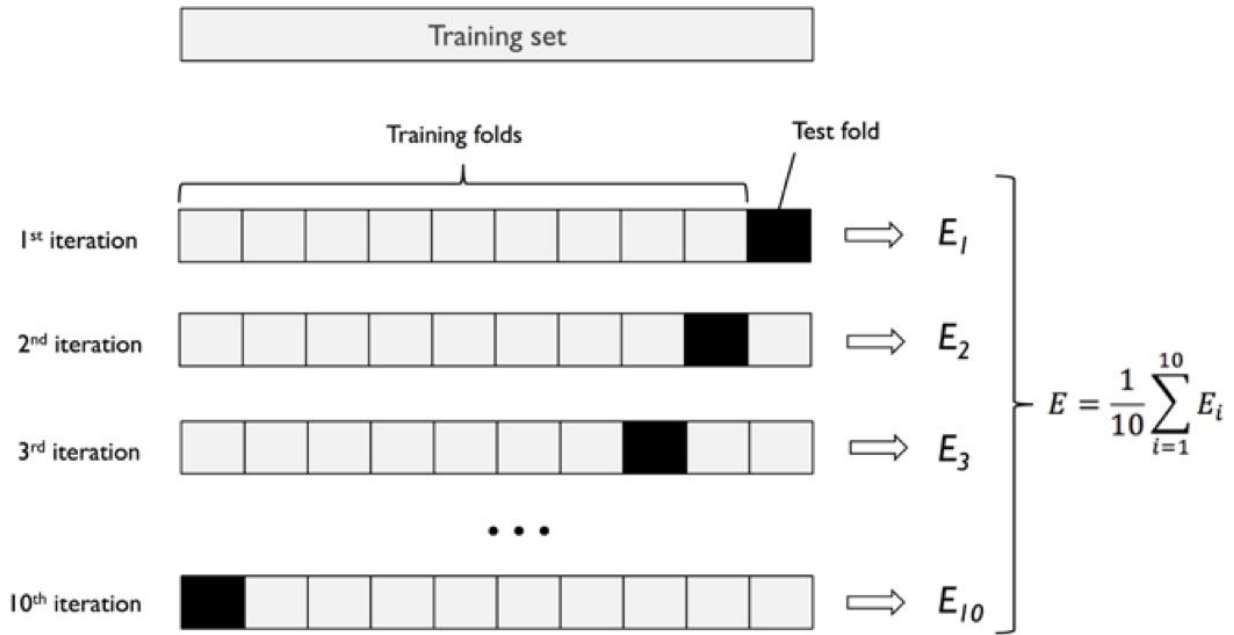 Training set
Training folds
Test fold
1st iteration
E1
2nd iteration
E2
3rd iteration
E3
E = 1/10 ∑ i=1 10 Ei
• • •
10th iteration
E10